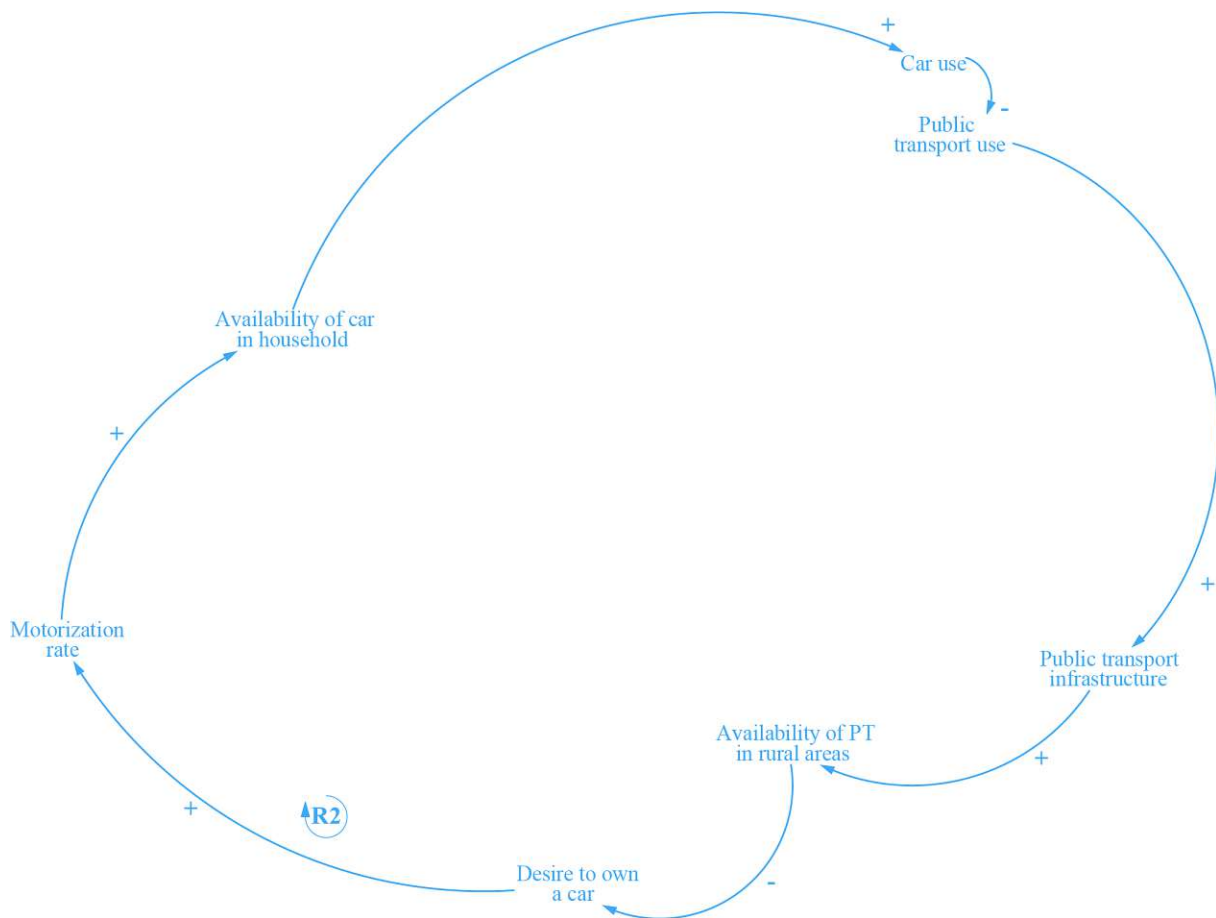 +
Car use
-
Public
transport use
Availability of car
in household
+
+
Motorization
rate
Public transport
infrastructure
Availability of PT
in rural areas
+
+
R2
Desire to own
a car
-